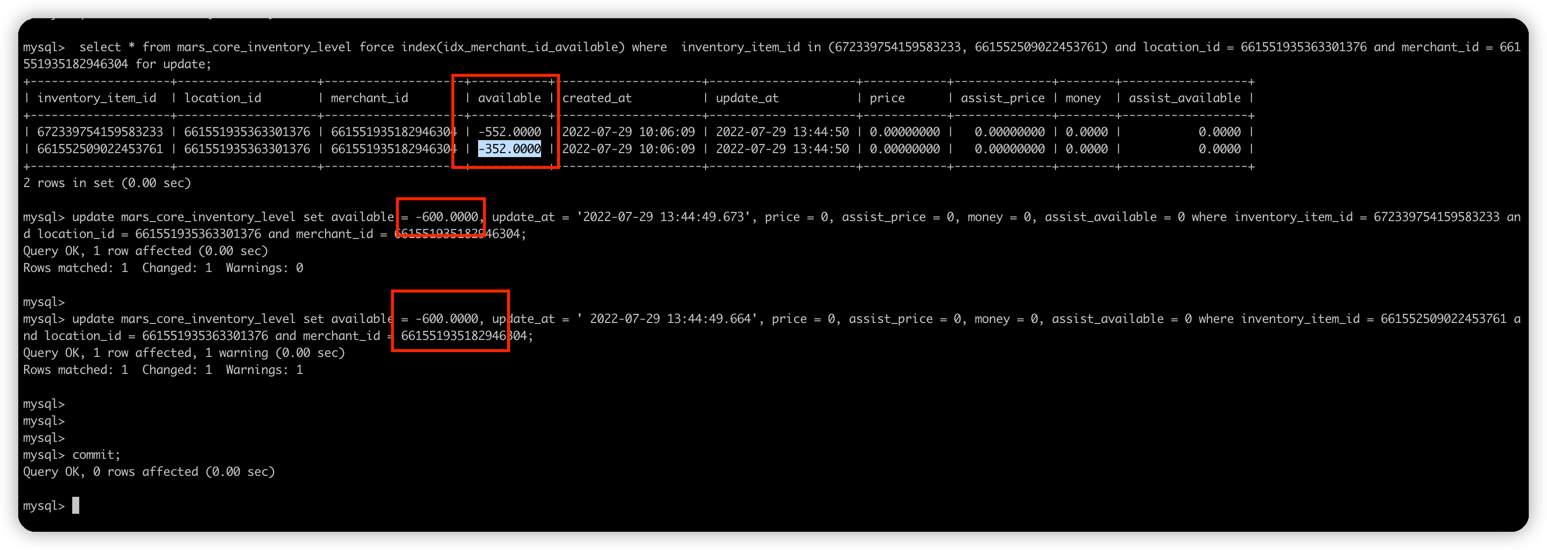 mysql>  select * from mars_core_inventory_level force index(idx_merchant_id_available) where  inventory_item_id in (672339754159583233, 661552509022453761) and location_id = 661551935363301376 and merchant_id = 661
551935182946304 for update;
+--------------------+--------------------+--------------------+-----------+---------------------+---------------------+------------+--------------+--------+------------------+
| inventory_item_id | location_id | merchant_id | available | created_at | update_at | price | assist_price | money | assist_available |
+--------------------+--------------------+--------------------+-----------+---------------------+---------------------+------------+--------------+--------+------------------+
| 672339754159583233 | 661551935363301376 | 661551935182946304 | -552.0000 | 2022-07-29 10:06:09 | 2022-07-29 13:44:50 | 0.00000000 | 0.00000000 | 0.0000 | 0.0000 |
| 661552509022453761 | 661551935363301376 | 661551935182946304 | -352.0000 | 2022-07-29 10:06:09 | 2022-07-29 13:44:50 | 0.00000000 | 0.00000000 | 0.0000 | 0.0000 |
+--------------------+--------------------+--------------------+-----------+---------------------+---------------------+------------+--------------+--------+------------------+
2 rows in set (0.00 sec)
mysql> update mars_core_inventory_level set available = -600.0000, update_at = '2022-07-29 13:44:49.673', price = 0, assist_price = 0, money = 0, assist_available = 0 where inventory_item_id = 672339754159583233 an
d location_id = 661551935363301376 and merchant_id = 661551935182946304;
Query OK, 1 row affected (0.00 sec)
Rows matched: 1  Changed: 1  Warnings: 0
mysql>
mysql> update mars_core_inventory_level set available = -600.0000, update_at = ' 2022-07-29 13:44:49.664', price = 0, assist_price = 0, money = 0, assist_available = 0 where inventory_item_id = 661552509022453761 a
nd location_id = 661551935363301376 and merchant_id = 661551935182946304;
Query OK, 1 row affected, 1 warning (0.00 sec)
Rows matched: 1  Changed: 1  Warnings: 1
mysql>
mysql>
mysql>
mysql> commit;
Query OK, 0 rows affected (0.00 sec)
mysql>